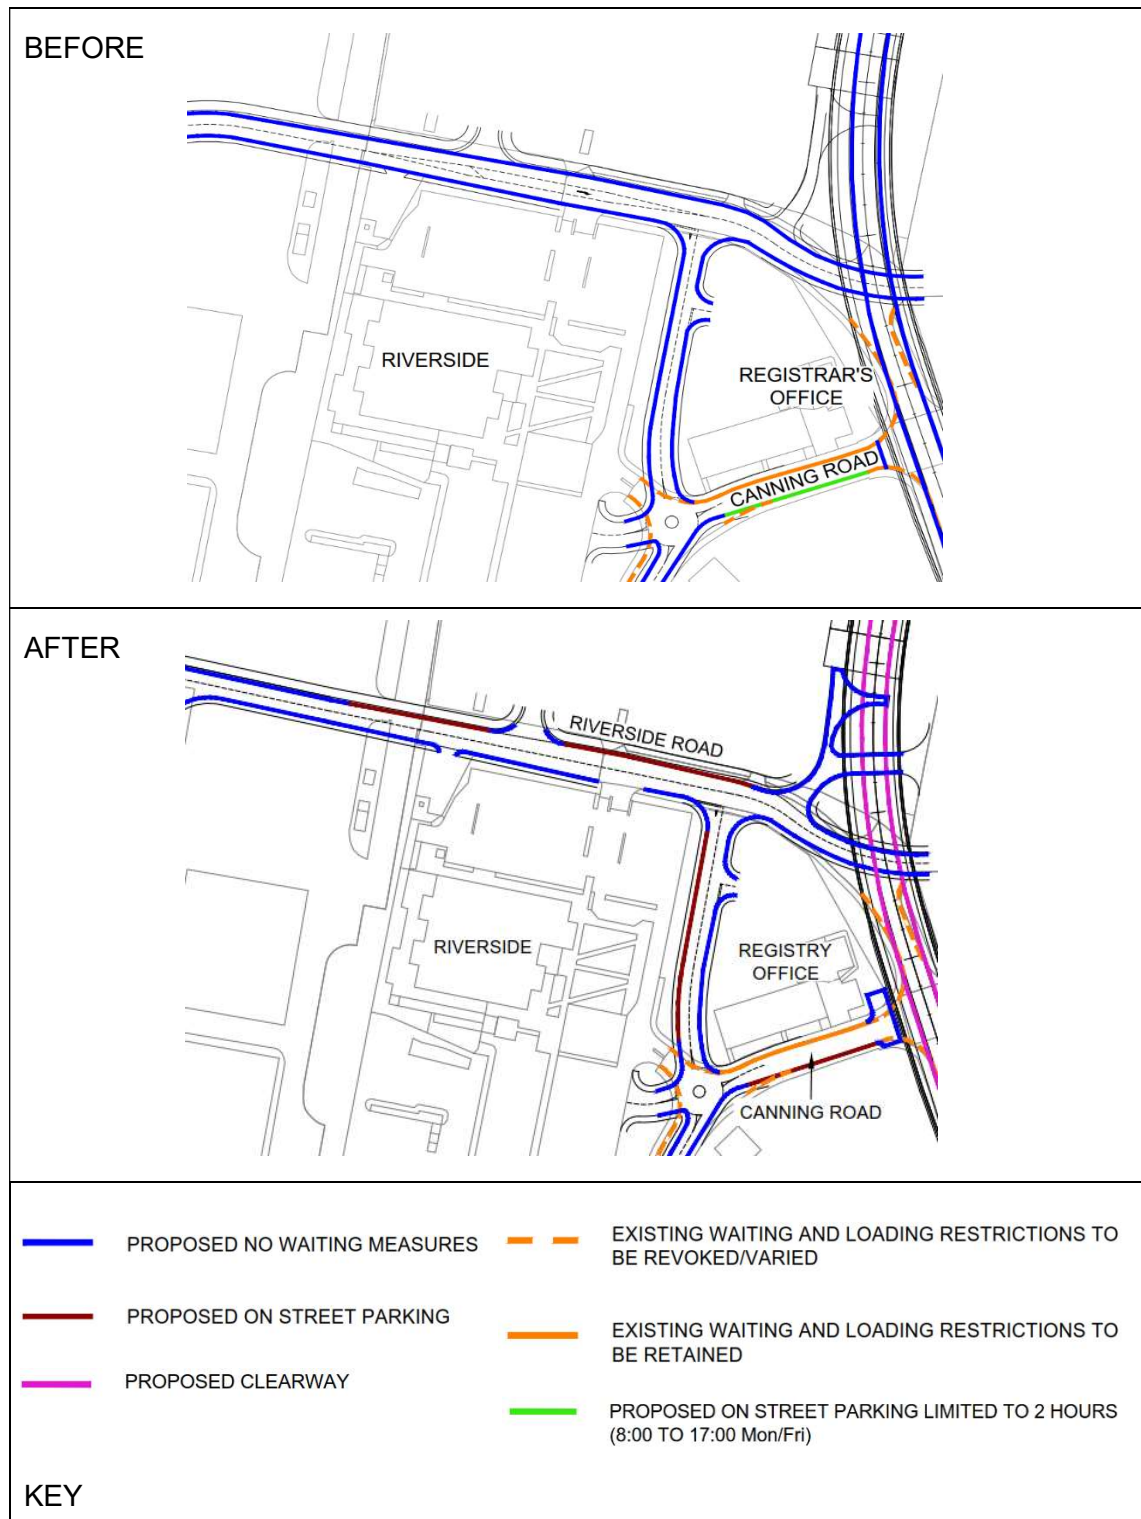 BEFORE
RIVERSIDE
REGISTRAR'S
OFFICE
CANNING ROAD
AFTER
RIVERSIDE ROAD
RIVERSIDE
REGISTRY
OFFICE
CANNING ROAD
PROPOSED NO WAITING MEASURES
EXISTING WAITING AND LOADING RESTRICTIONS TO
BE REVOKED/VARIED
PROPOSED ON STREET PARKING
EXISTING WAITING AND LOADING RESTRICTIONS TO
BE RETAINED
PROPOSED CLEARWAY
PROPOSED ON STREET PARKING LIMITED TO 2 HOURS
(8:00 TO 17:00 Mon/Fri)
KEY